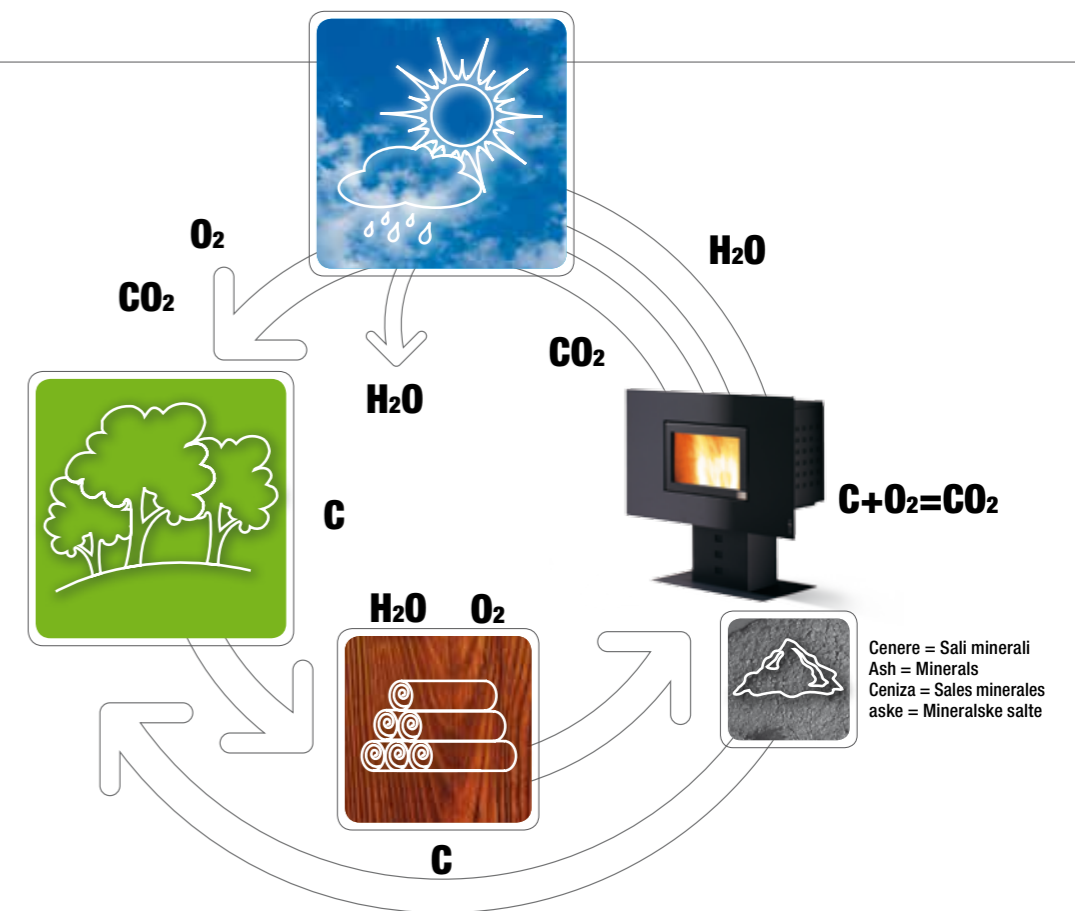 O2
H2O
CO2
CO2
H2O
C+O2=CO2
C
H2O O2
Cenere = Sali minerali
Ash = Minerals
Ceniza = Sales minerales
aske = Mineralske salte
C